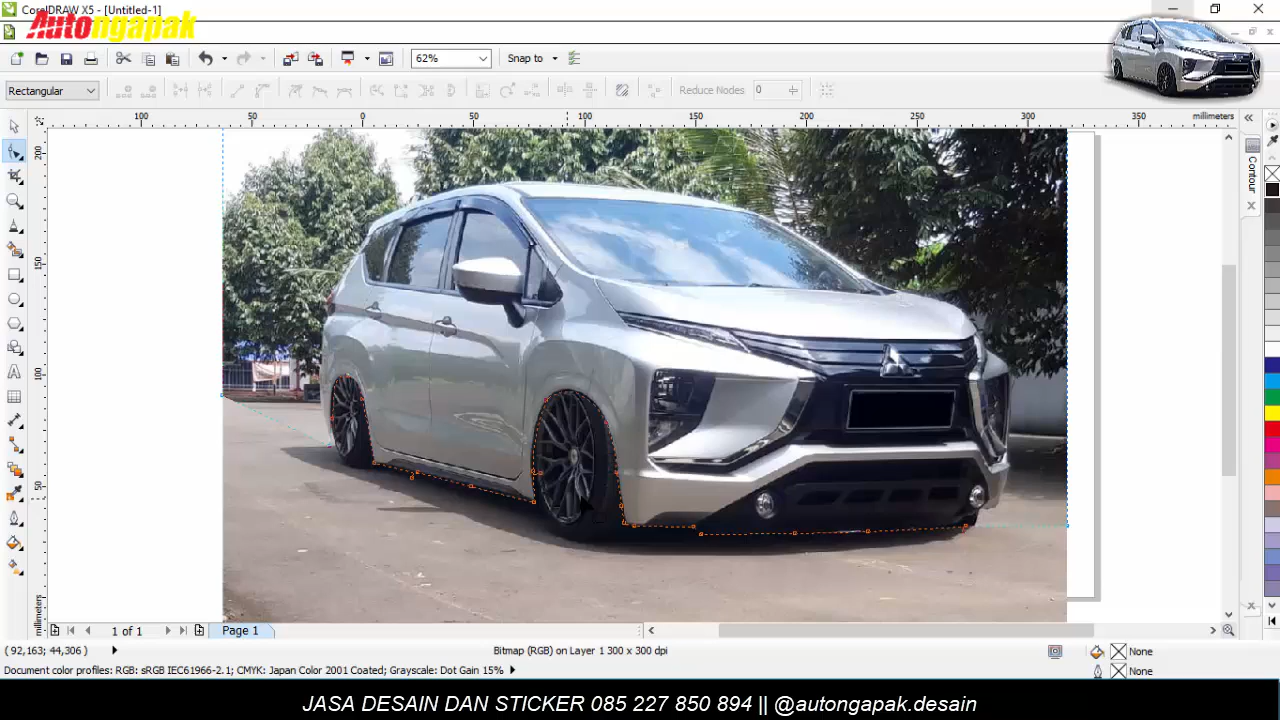 CorelDRAW X5 - [Untitled-1]
Autongapak
62%
Snap to
Rectangular
Reduce Nodes
0
100 50 0 50 100 150 200 250 300 350 millimeters
200
150
100
50
millimeters
Contour
1 of 1
Page 1
( 92,163; 44,306 )
Bitmap (RGB) on Layer 1 300 x 300 dpi
None
Document color profiles: RGB: sRGB IEC61966-2.1; CMYK: Japan Color 2001 Coated; Grayscale: Dot Gain 15%
None
JASA DESAIN DAN STICKER 085 227 850 894 || @autongapak.desain